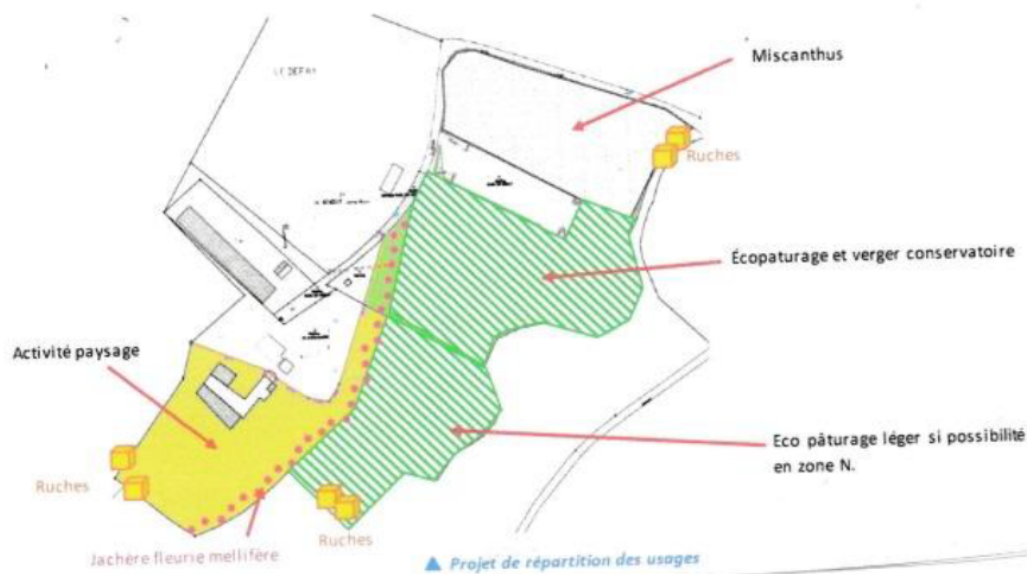 LE DEFAY
Miscanthus
Ruches
Écopaturage et verger conservatoire
Activité paysage
Eco pâturage léger si possibilité
en zone N.
Ruches
Ruches
Jachère fleurie mellifère
Projet de répartition des usages